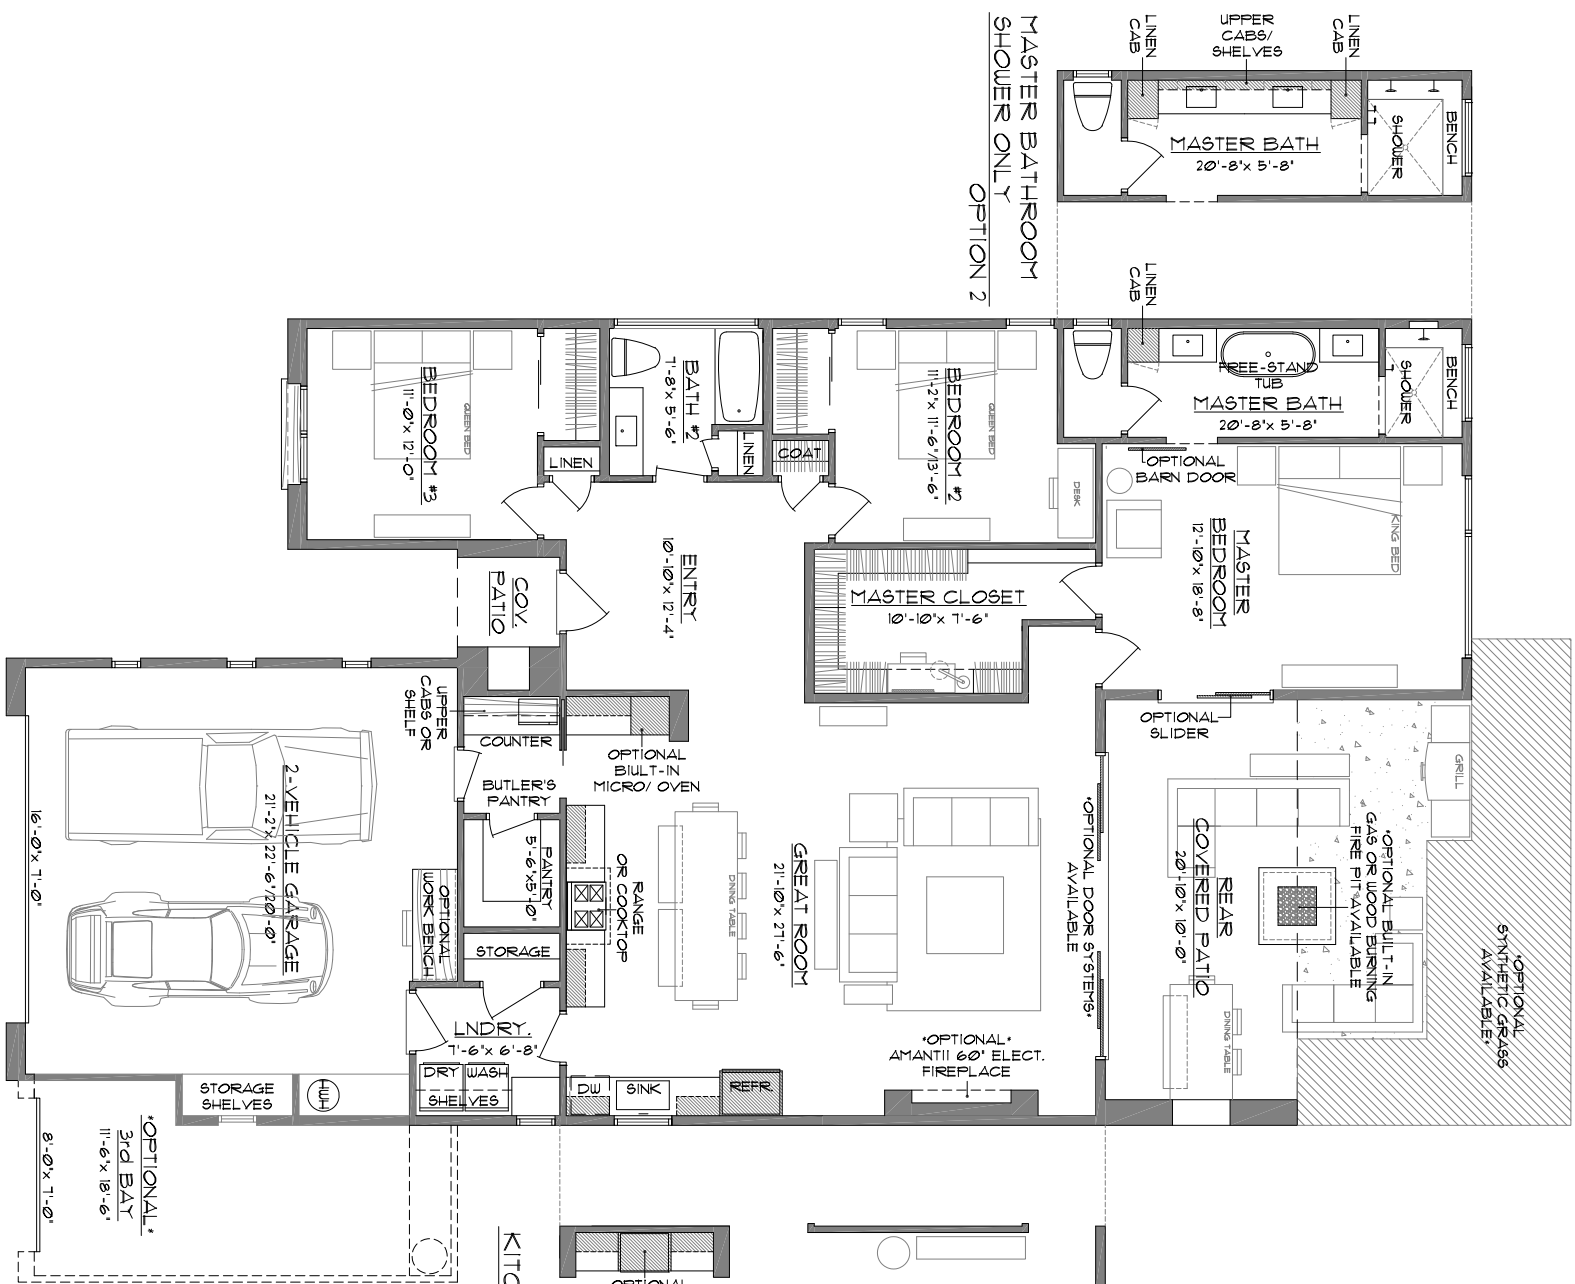 LINEN
CAB
UPPER
CABS/
SHELVES
LINEN
CAB
MASTER BATHROOM
SHOWER ONLY
OPTION 2
MASTER BATH
20'-8"x 5'-8"
SHOWER
BENCH
LINEN
CAB
FREE-STAND
TUB
MASTER BATH
20'-8"x 5'-8"
SHOWER
BENCH
BEDROOM #3
11'-0"x 12'-0"
QUEEN BED
LINEN
BATH #2
7'-8"x 5'-6"
LINEN
COAT
BEDROOM #2
11'-2"x 11'-6"/13'-6"
QUEEN BED
DESK
OPTIONAL
BARN DOOR
KING BED
MASTER
BEDROOM
12'-10"x 18'-8"
COV.
PATIO
ENTRY
10'-10"x 12'-4"
MASTER CLOSET
10'-10"x 7'-6"
UPPER
CABS OR
SHELF
COUNTER
OPTIONAL
BIULT-IN
MICRO/ OVEN
BUTLER'S
PANTRY
OPTIONAL
SLIDER
GRILL
2-VEHICLE GARAGE
21'-2"x 22'-6"/20'-0"
16'-0"x 7'-0"
OPTIONAL
WORK BENCH
PANTRY
5'-6"x5'-0"
STORAGE
RANGE
OR COOKTOP
DINING TABLE
GREAT ROOM
21'-10"x 27'-6"
*OPTIONAL DOOR SYSTEMS*
AVAILABLE
REAR
COVERED PATIO
20'-10"x 10'-0"
*OPTIONAL BUILT-IN
GAS OR WOOD BURNING
FIRE PIT AVAILABLE
*OPTIONAL
SYNTHETIC GRASS
AVAILABLE*
DINING TABLE
LNDRY.
7'-6"x 6'-8"
DRY
WASH
SHELVES
DW
SINK
REFR.
*OPTIONAL*
AMANTII 60" ELECT.
FIREPLACE
STORAGE
SHELVES
HWH
*OPTIONAL*
3rd BAY
11'-6"x 18'-6"
8'-0"x 7'-0"
OPTIONAL